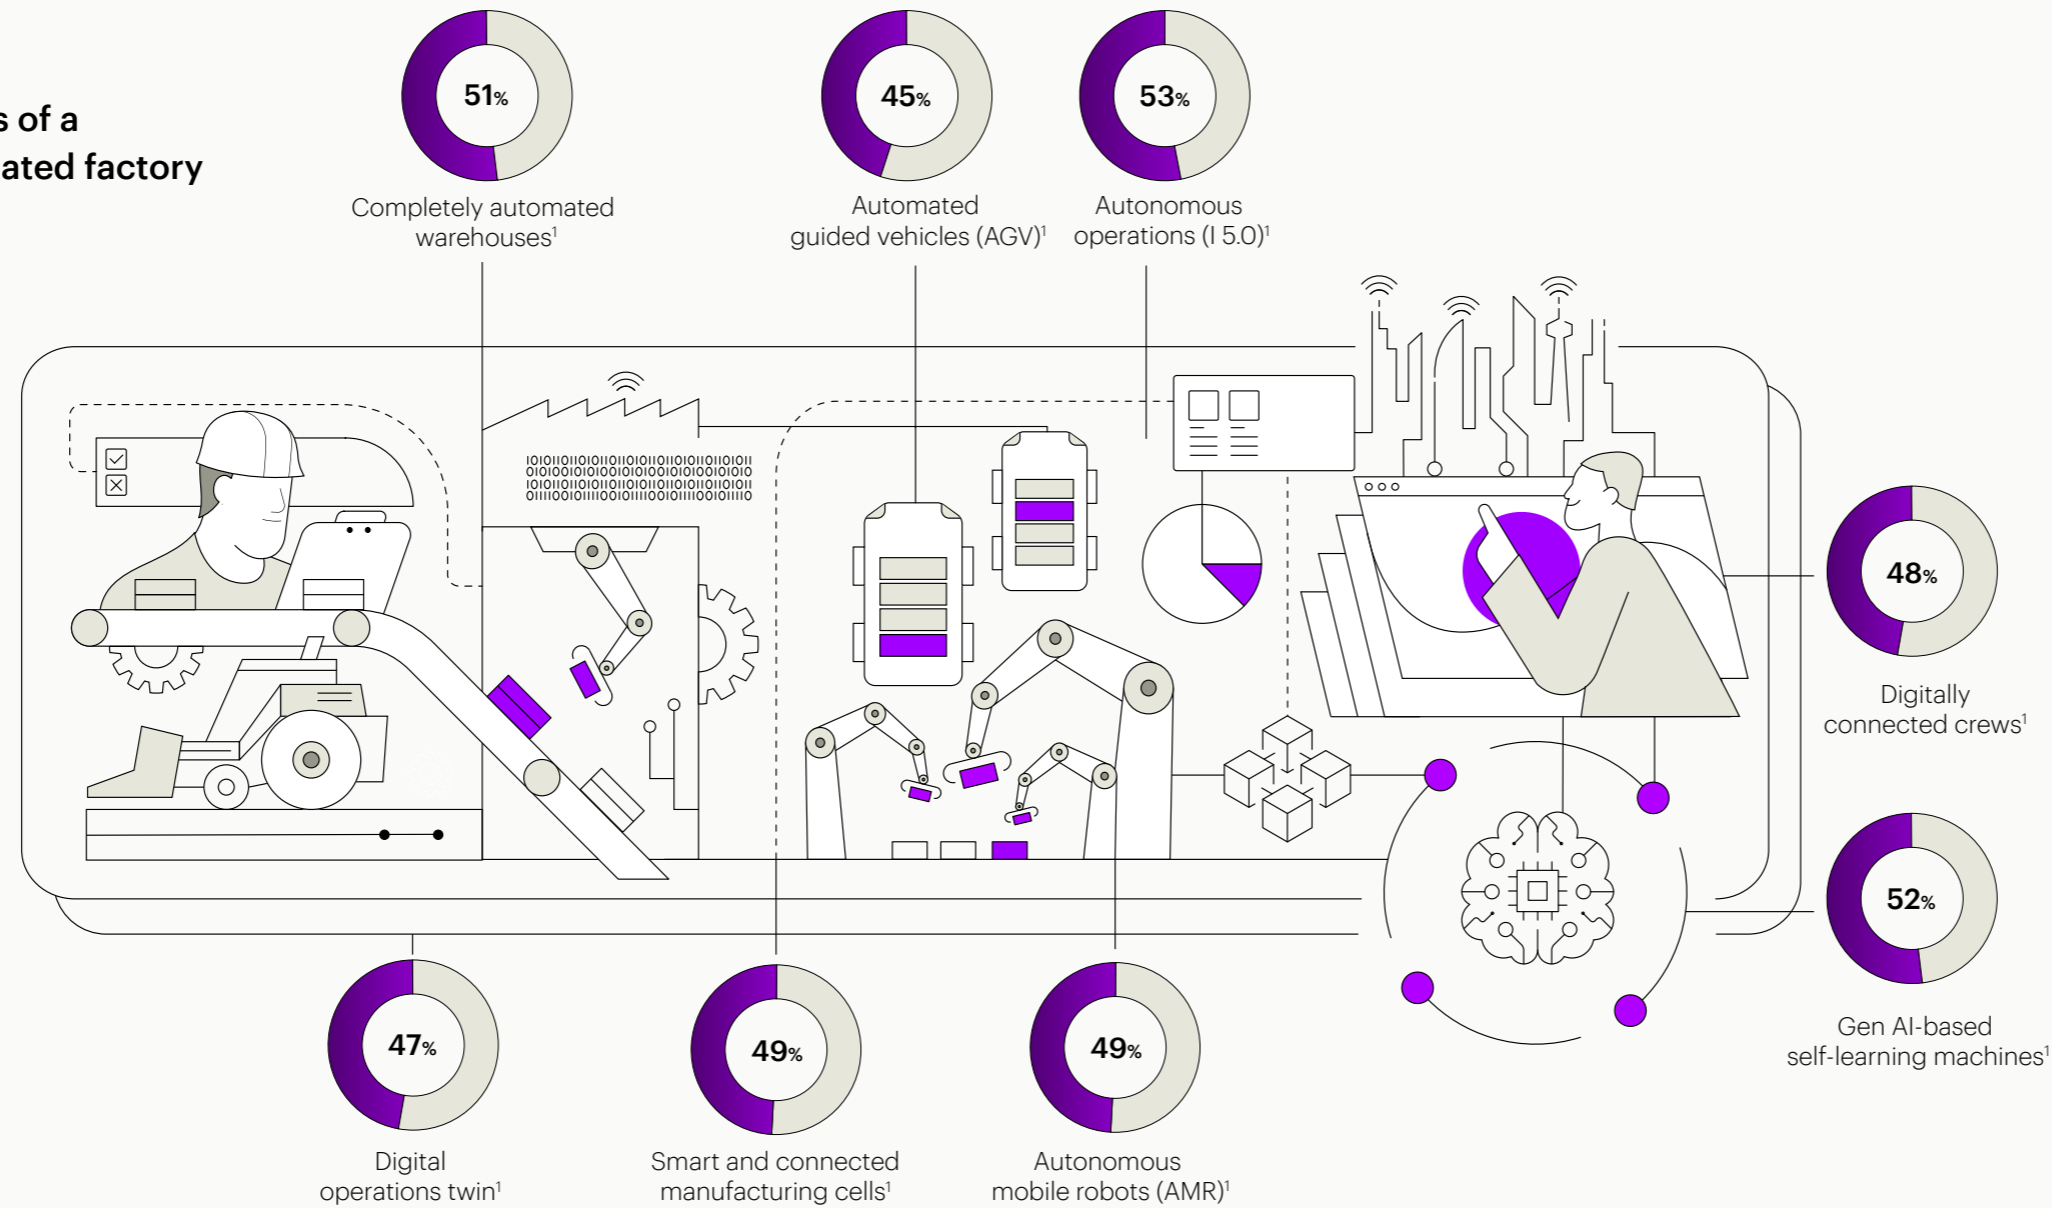 s of a
ated factory
51%
Completely automated
warehouses¹
45%
Automated
guided vehicles (AGV)¹
53%
Autonomous
operations (I 5.0)¹
48%
Digitally
connected crews¹
52%
Gen AI-based
self-learning machines¹
47%
Digital
operations twin¹
49%
Smart and connected
manufacturing cells¹
49%
Autonomous
mobile robots (AMR)¹